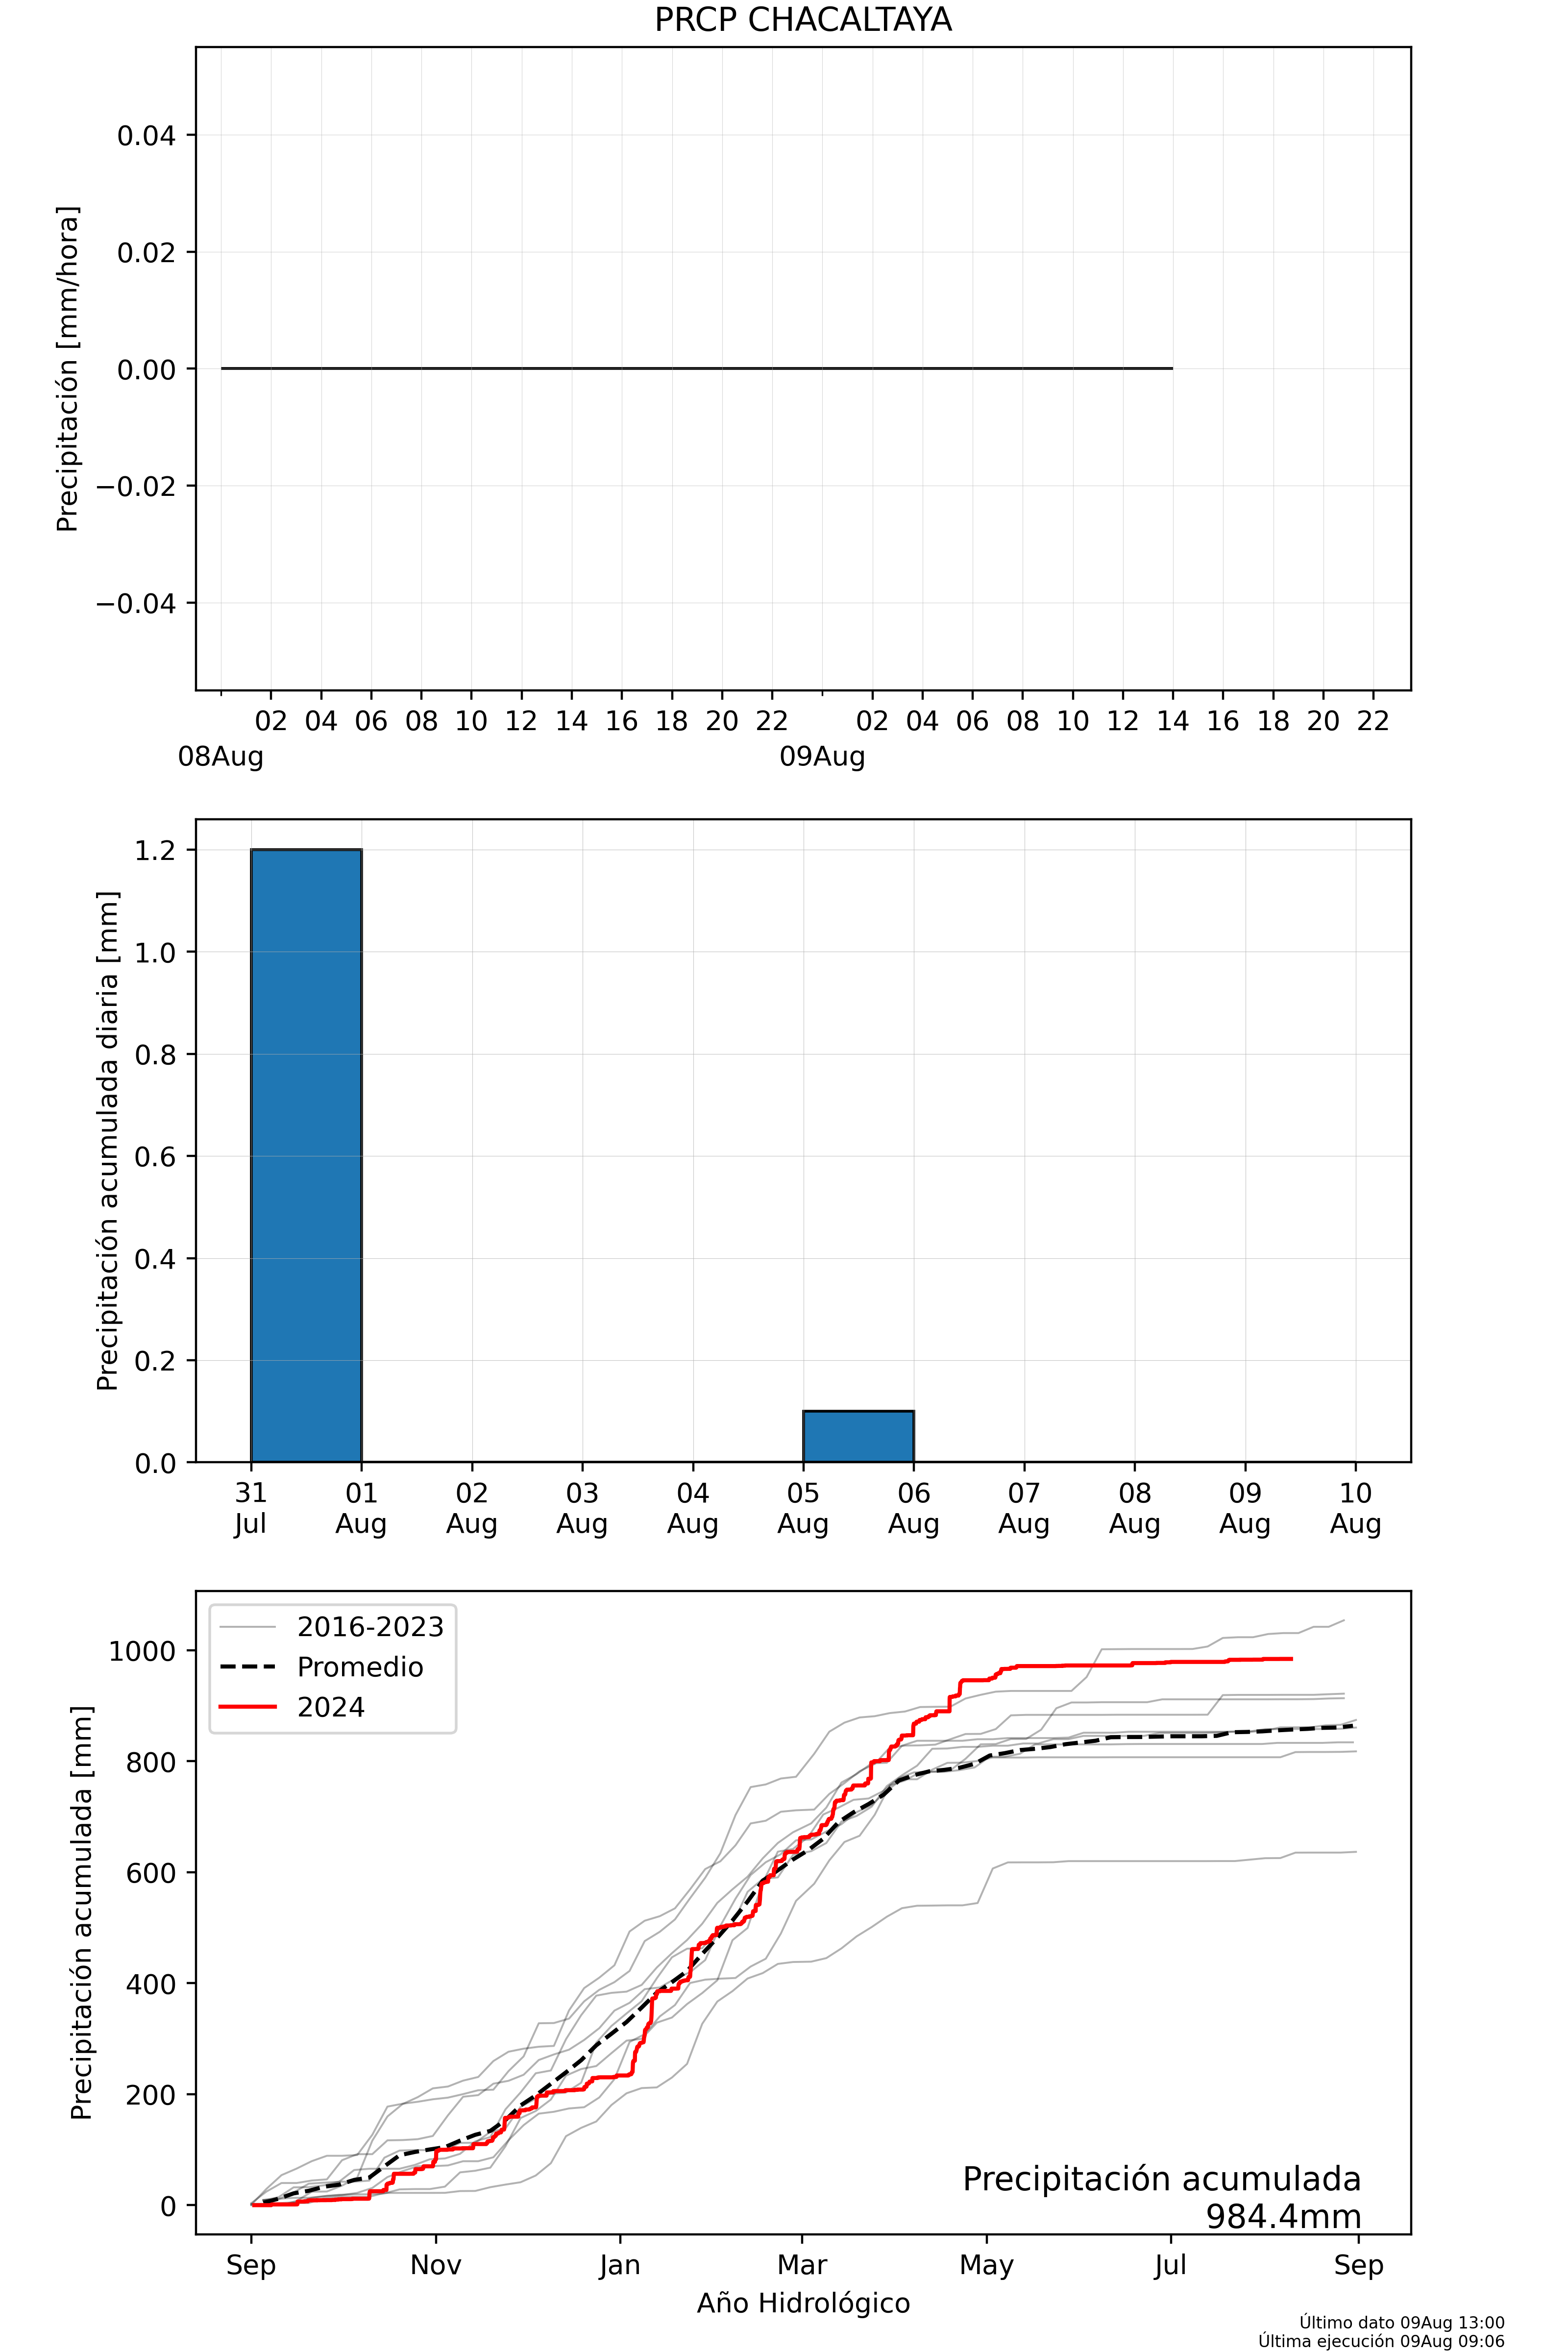 PRCP CHACALTAYA
Precipitación [mm/hora]
0.04
0.02
0.00
−0.02
−0.04
02 04 06 08 10 12 14 16 18 20 22 02 04 06 08 10 12 14 16 18 20 22
08Aug 09Aug
Precipitación acumulada diaria [mm]
1.2
1.0
0.8
0.6
0.4
0.2
0.0
31 01 02 03 04 05 06 07 08 09 10
Jul Aug Aug Aug Aug Aug Aug Aug Aug Aug Aug
Precipitación acumulada [mm]
1000
800
600
400
200
0
2016-2023
Promedio
2024
Precipitación acumulada
984.4mm
Sep Nov Jan Mar May Jul Sep
Año Hidrológico
Último dato 09Aug 13:00
Última ejecución 09Aug 09:06